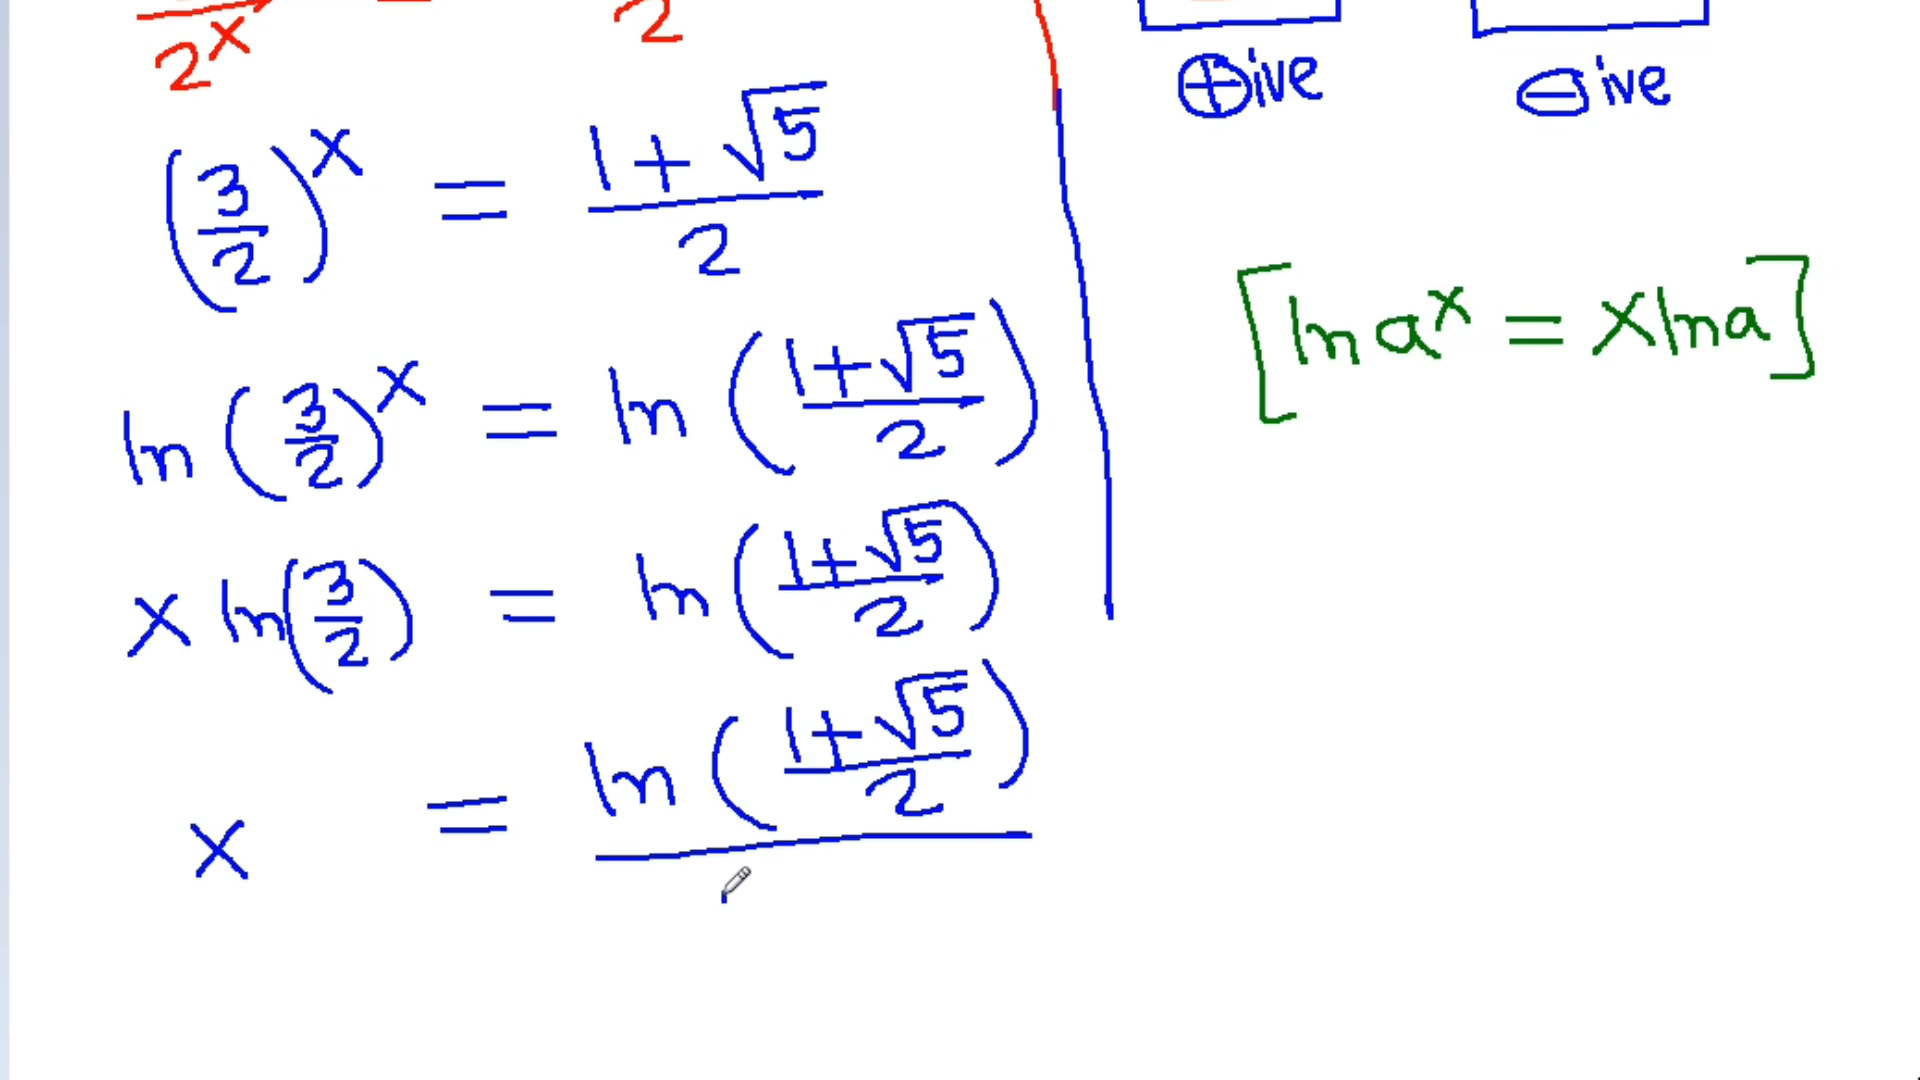 2^x 2
⊕ive ⊖ive
(3/2)^x = (1+√5)/2
[ln a^x = x ln a]
ln (3/2)^x = ln ((1+√5)/2)
x ln (3/2) = ln ((1+√5)/2)
x = ln ((1+√5)/2)